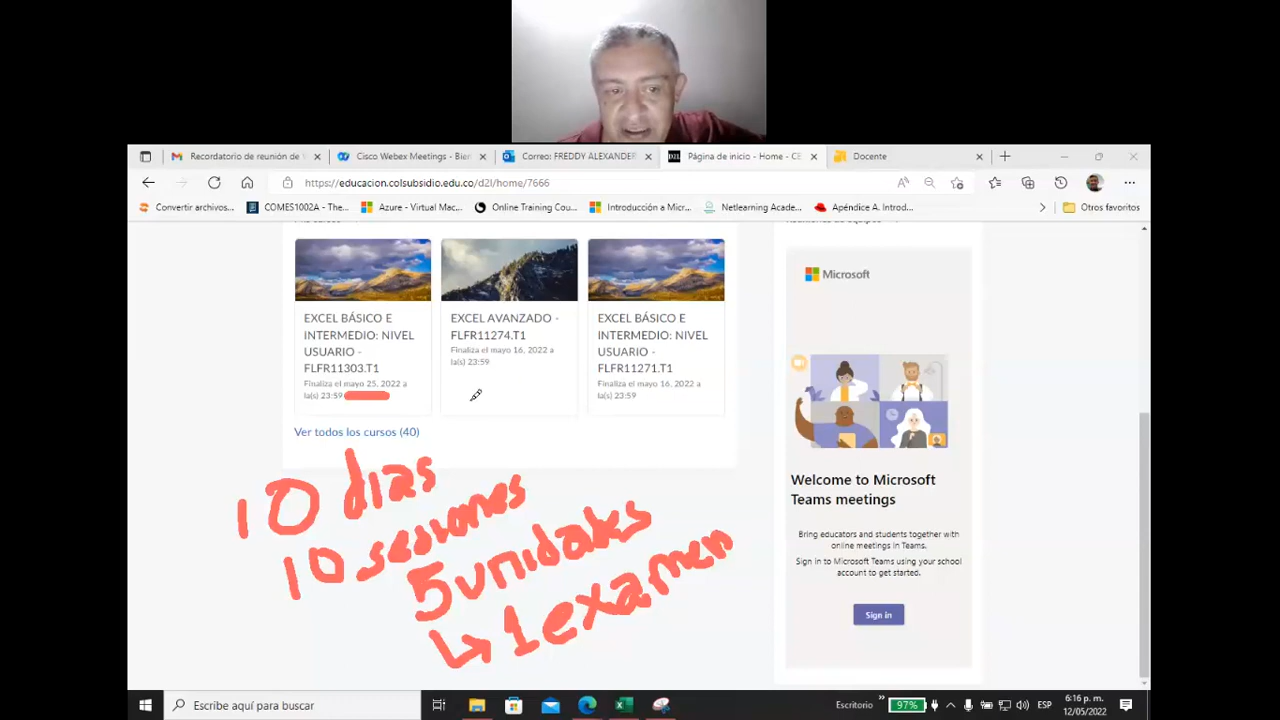 Recordatorio de reunión de
Cisco Webex Meetings - Bien
Correo: FREDDY ALEXANDER
D2L
Página de inicio - Home - CE
Docente
https://educacion.colsubsidio.edu.co/d2l/home/7666
Convertir archivos...
COMES1002A - The...
Azure - Virtual Mac...
Online Training Cou...
Introducción a Micr...
Netlearning Academ...
Apéndice A. Introd...
Otros favoritos
EXCEL BÁSICO E
INTERMEDIO: NIVEL
USUARIO -
FLFR11303.T1
Finaliza el mayo 25, 2022 a
la(s) 23:59
EXCEL AVANZADO -
FLFR11274.T1
Finaliza el mayo 16, 2022 a
la(s) 23:59
EXCEL BÁSICO E
INTERMEDIO: NIVEL
USUARIO -
FLFR11271.T1
Finaliza el mayo 16, 2022 a
la(s) 23:59
Ver todos los cursos (40)
10 días
10 sesiones
5 unidades
↳ 1 examen
Microsoft
Welcome to Microsoft
Teams meetings
Bring educators and students together with
online meetings in Teams.
Sign in to Microsoft Teams using your school
account to get started.
Sign in
Escribe aquí para buscar
Escritorio
97%
ESP
6:16 p. m.
12/05/2022